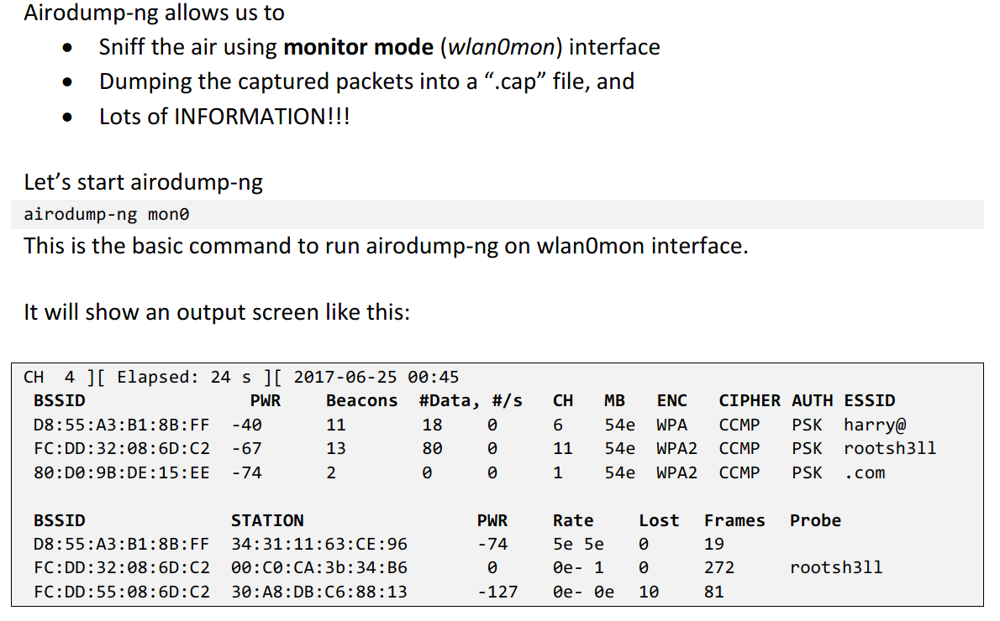 Airodump-ng allows us to
• Sniff the air using monitor mode (wlan0mon) interface
• Dumping the captured packets into a “.cap” file, and
• Lots of INFORMATION!!!
Let’s start airodump-ng
airodump-ng mon0
This is the basic command to run airodump-ng on wlan0mon interface.
It will show an output screen like this:
CH  4 ][ Elapsed: 24 s ][ 2017-06-25 00:45
BSSID PWR Beacons #Data, #/s CH MB ENC CIPHER AUTH ESSID
D8:55:A3:B1:8B:FF -40 11 18 0 6 54e WPA CCMP PSK harry@
FC:DD:32:08:6D:C2 -67 13 80 0 11 54e WPA2 CCMP PSK rootsh3ll
80:D0:9B:DE:15:EE -74 2 0 0 1 54e WPA2 CCMP PSK .com
BSSID STATION PWR Rate Lost Frames Probe
D8:55:A3:B1:8B:FF 34:31:11:63:CE:96 -74 5e 5e 0 19
FC:DD:32:08:6D:C2 00:C0:CA:3b:34:B6 0 0e- 1 0 272 rootsh3ll
FC:DD:55:08:6D:C2 30:A8:DB:C6:88:13 -127 0e- 0e 10 81